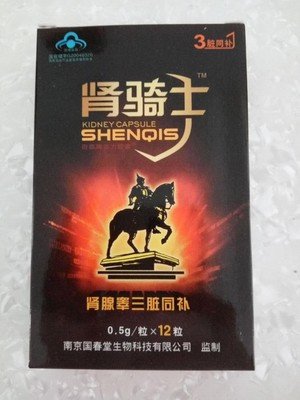 3脏同补
肾骑士
TM
KIDNEY CAPSULE
SHENQIS
肾腺睾三脏同补
0.5g/粒×12粒
南京国春堂生物科技有限公司 监制